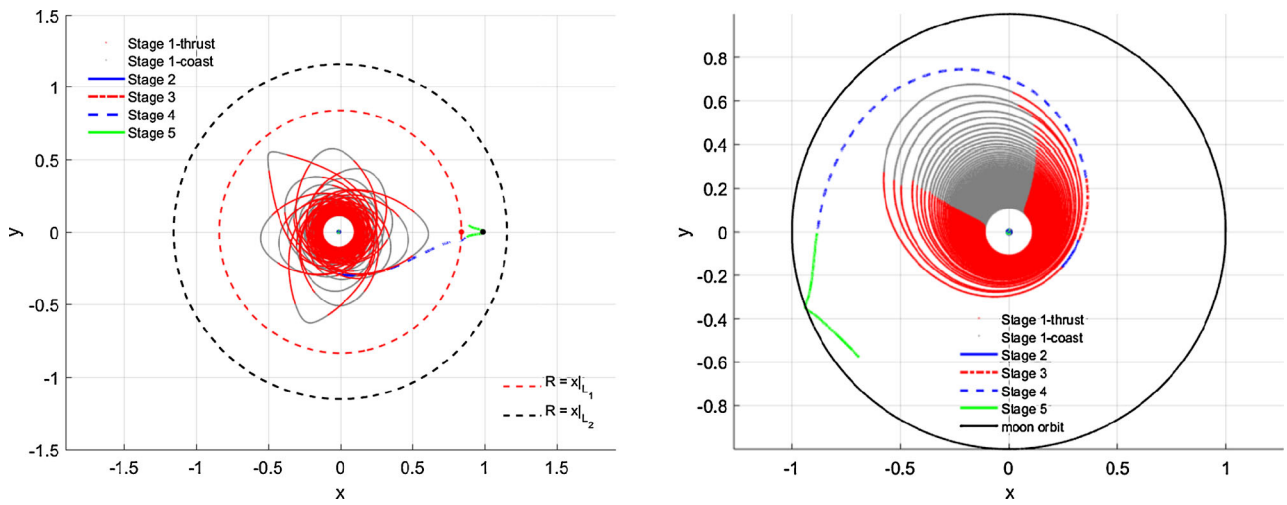 1.5
1
0.5
0
-0.5
-1
-1.5
y
-1.5
-1
-0.5
0
0.5
1
1.5
x
Stage 1-thrust
Stage 1-coast
Stage 2
Stage 3
Stage 4
Stage 5
R = x|L1
R = x|L2
0.8
0.6
0.4
0.2
0
-0.2
-0.4
-0.6
-0.8
y
-1
-0.5
0
0.5
1
x
Stage 1-thrust
Stage 1-coast
Stage 2
Stage 3
Stage 4
Stage 5
moon orbit